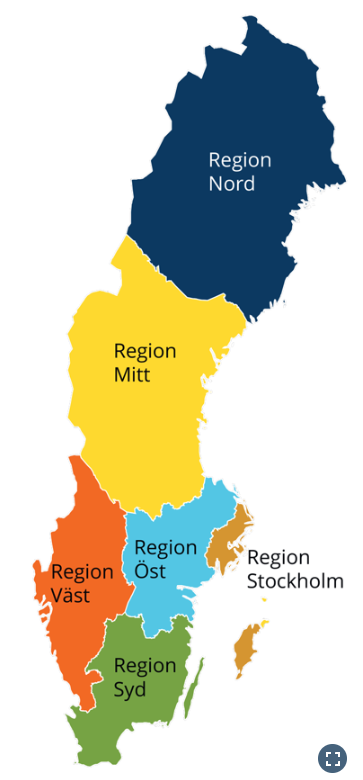 Region
Nord
Region
Mitt
Region
Öst
Region
Stockholm
Region
Väst
Region
Syd